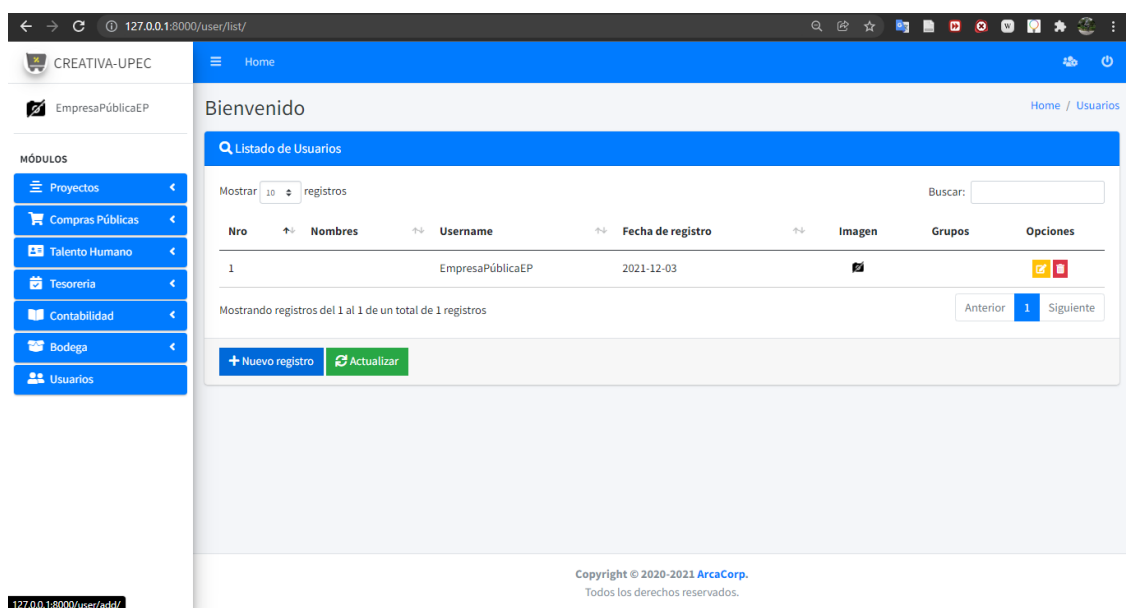 127.0.0.1:8000/user/list/
CREATIVA-UPEC
Home
EmpresaPúblicaEP
Bienvenido
Home / Usuarios
MÓDULOS
Listado de Usuarios
Proyectos
Mostrar 10 registros
Buscar:
Compras Públicas
Nro Nombres Username Fecha de registro Imagen Grupos Opciones
Talento Humano
1 EmpresaPúblicaEP 2021-12-03
Tesoreria
Mostrando registros del 1 al 1 de un total de 1 registros
Anterior 1 Siguiente
Contabilidad
Bodega
Nuevo registro Actualizar
Usuarios
Copyright © 2020-2021 ArcaCorp.
Todos los derechos reservados.
127.0.0.1:8000/user/add/